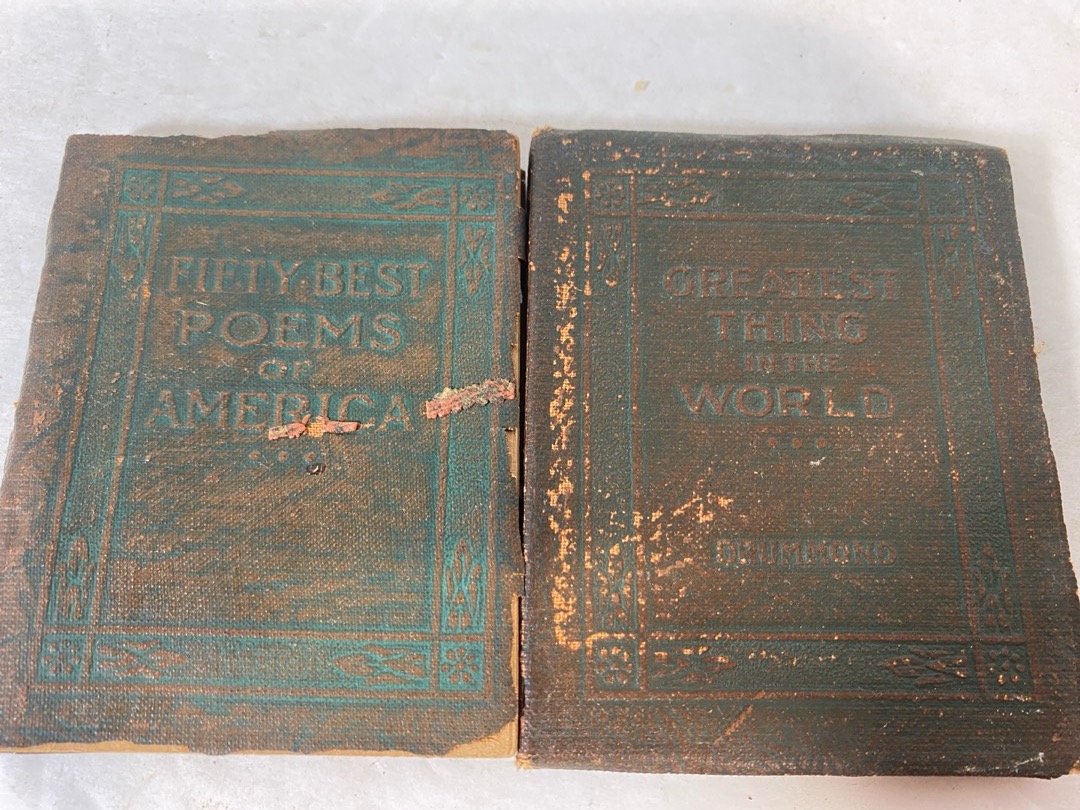 FIFTY·BEST
POEMS
OF
AMERICA
GREATEST
THING
IN THE
WORLD
DRUMMOND